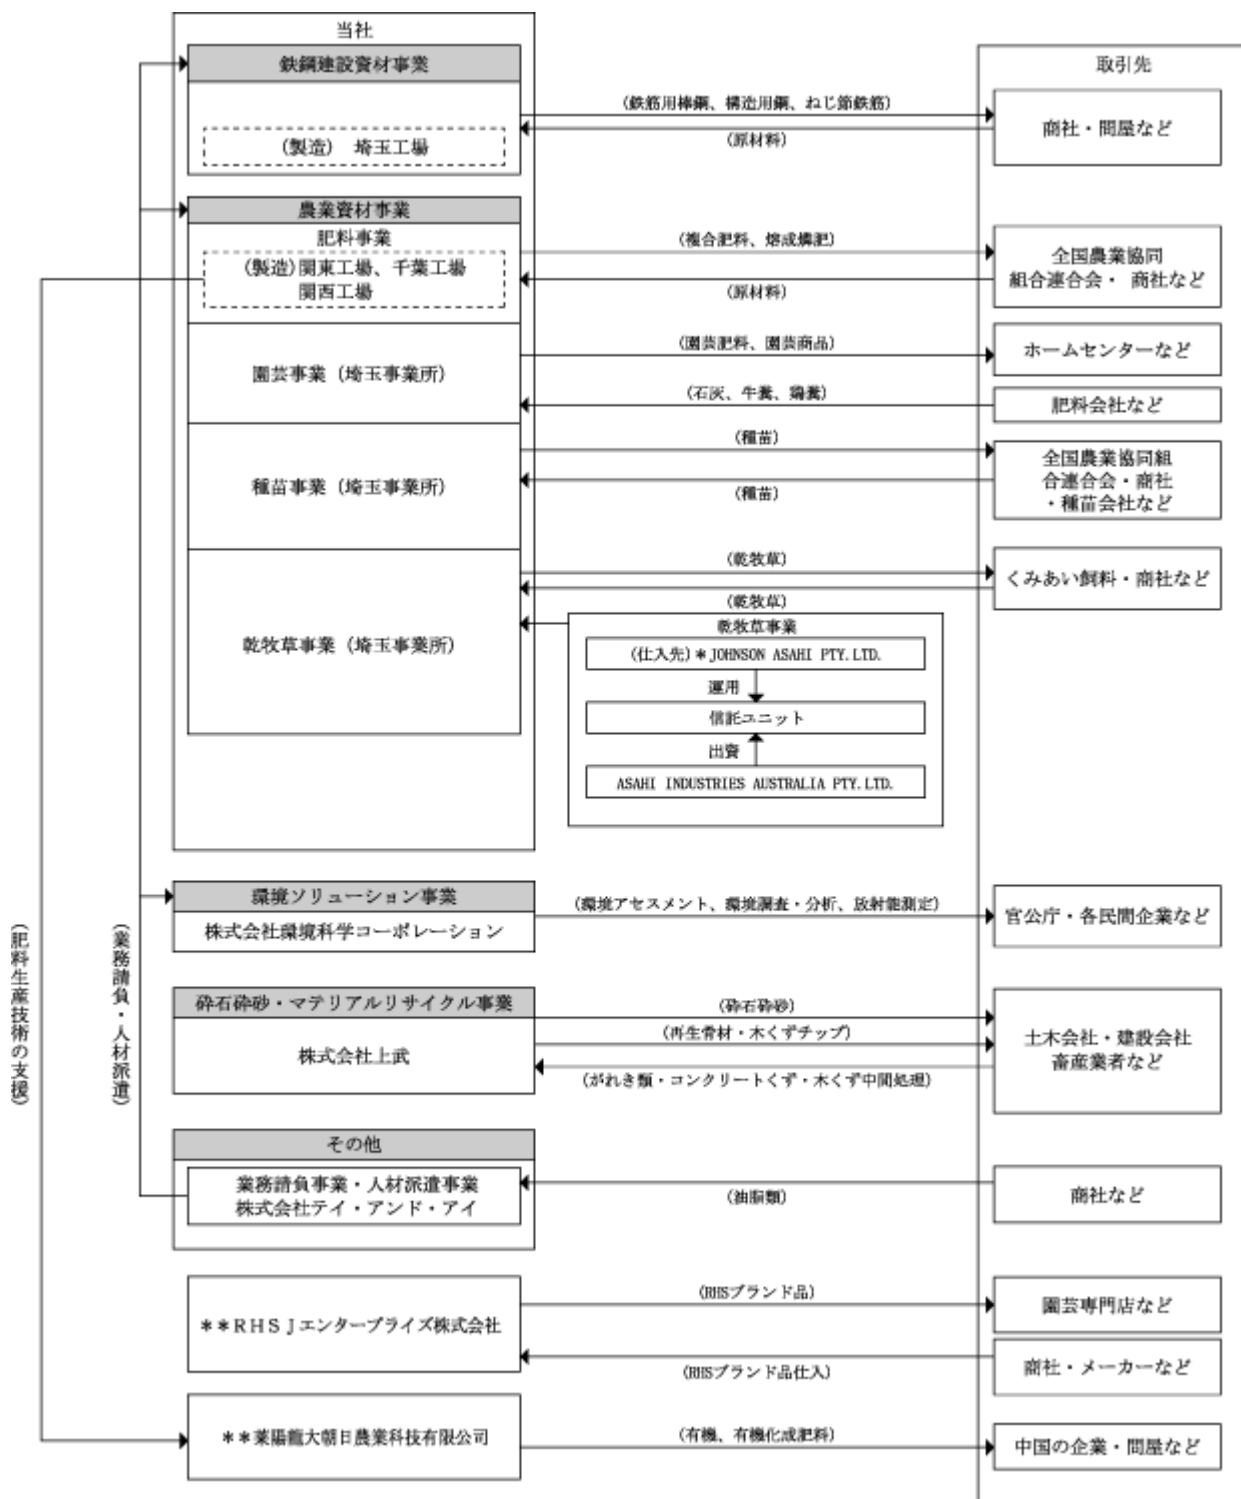 当社
鉄鋼建設資材事業
取引先
(鉄筋用棒鋼、構造用鋼、ねじ節鉄筋)
(原材料)
商社・問屋など
(製造) 埼玉工場
農業資材事業
肥料事業
(製造)関東工場、千葉工場
関西工場
(複合肥料、熔成燐肥)
(原材料)
全国農業協同
組合連合会・ 商社など
園芸事業（埼玉事業所）
(園芸肥料、園芸商品)
ホームセンターなど
(石灰、牛糞、鶏糞)
肥料会社など
種苗事業（埼玉事業所）
(種苗)
(種苗)
全国農業協同組
合連合会・商社
・種苗会社など
乾牧草事業（埼玉事業所）
(乾牧草)
(乾牧草)
くみあい飼料・商社など
乾牧草事業
(仕入先)＊JOHNSON ASAHI PTY.LTD.
運用
信託ユニット
出資
ASAHI INDUSTRIES AUSTRALIA PTY.LTD.
環境ソリューション事業
株式会社環境科学コーポレーション
(環境アセスメント、環境調査・分析、放射能測定)
官公庁・各民間企業など
(肥料生産技術の支援)
(業務請負・人材派遣)
砕石砕砂・マテリアルリサイクル事業
株式会社上武
(砕石砕砂)
(再生骨材・木くずチップ)
(がれき類・コンクリートくず・木くず中間処理)
土木会社・建設会社
畜産業者など
その他
業務請負事業・人材派遣事業
株式会社テイ・アンド・アイ
(油脂類)
商社など
＊＊ＲＨＳＪエンタープライズ株式会社
(RHSブランド品)
園芸専門店など
(RHSブランド品仕入)
商社・メーカーなど
＊＊莱陽龍大朝日農業科技有限公司
(有機、有機化成肥料)
中国の企業・問屋など